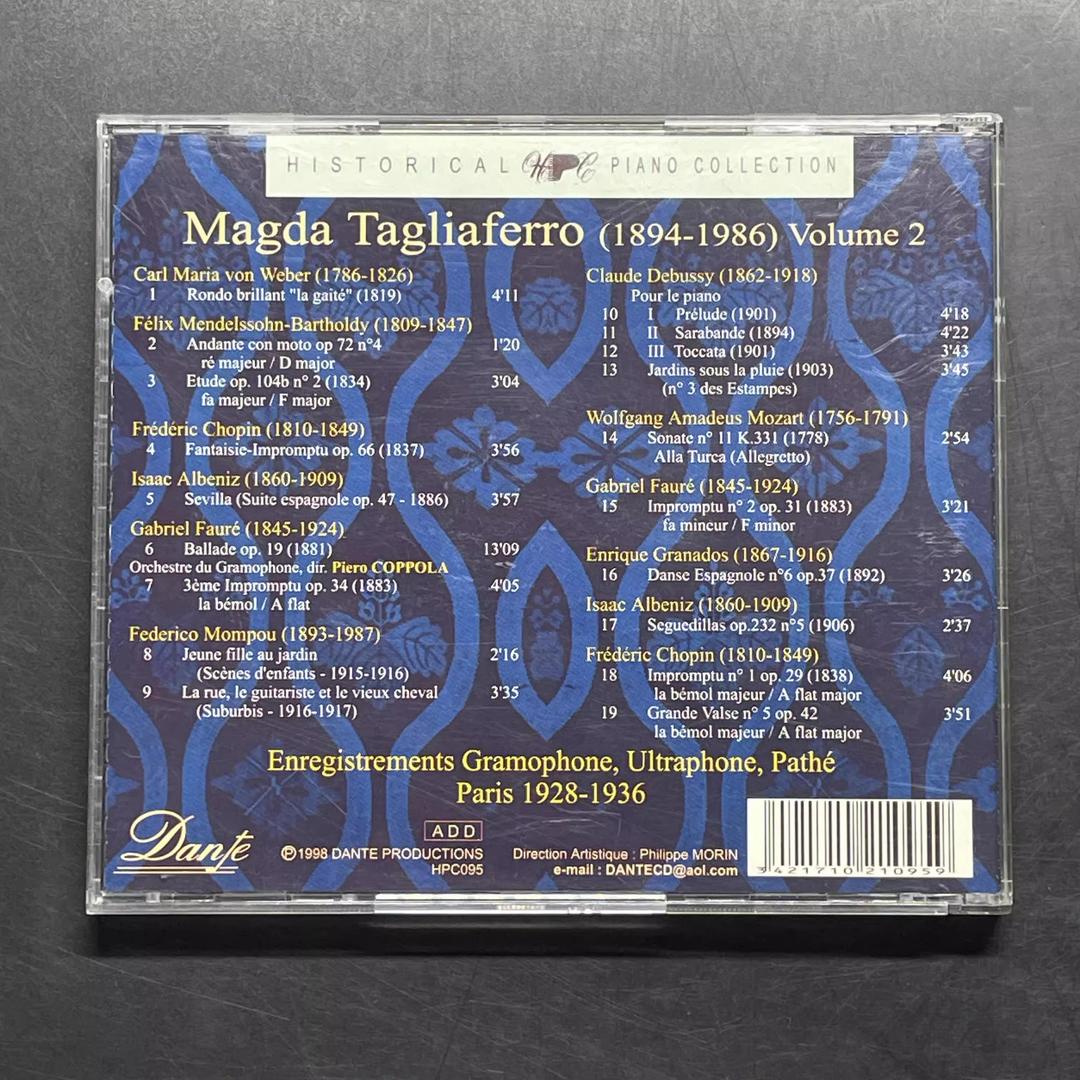 HISTORICAL HPC PIANO COLLECTION
Magda Tagliaferro (1894-1986) Volume 2
Carl Maria von Weber (1786-1826)
1 Rondo brillant "la gaité" (1819) 4'11
Félix Mendelssohn-Bartholdy (1809-1847)
2 Andante con moto op 72 n°4 1'20
ré majeur / D major
3 Etude op. 104b n° 2 (1834) 3'04
fa majeur / F major
Frédéric Chopin (1810-1849)
4 Fantaisie-Impromptu op. 66 (1837) 3'56
Isaac Albeniz (1860-1909)
5 Sevilla (Suite espagnole op. 47 - 1886) 3'57
Gabriel Fauré (1845-1924)
6 Ballade op. 19 (1881) 13'09
Orchestre du Gramophone, dir. Piero COPPOLA
7 3ème Impromptu op. 34 (1883) 4'05
la bémol / A flat
Federico Mompou (1893-1987)
8 Jeune fille au jardin 2'16
(Scènes d'enfants - 1915-1916)
9 La rue, le guitariste et le vieux cheval 3'35
(Suburbis - 1916-1917)
Claude Debussy (1862-1918)
Pour le piano
10 I Prélude (1901) 4'18
11 II Sarabande (1894) 4'22
12 III Toccata (1901) 3'43
13 Jardins sous la pluie (1903) 3'45
(n° 3 des Estampes)
Wolfgang Amadeus Mozart (1756-1791)
14 Sonate n° 11 K.331 (1778) 2'54
Alla Turca (Allegretto)
Gabriel Fauré (1845-1924)
15 Impromptu n° 2 op. 31 (1883) 3'21
fa mineur / F minor
Enrique Granados (1867-1916)
16 Danse Espagnole n°6 op.37 (1892) 3'26
Isaac Albeniz (1860-1909)
17 Seguedillas op.232 n°5 (1906) 2'37
Frédéric Chopin (1810-1849)
18 Impromptu n° 1 op. 29 (1838) 4'06
la bémol majeur / A flat major
19 Grande Valse n° 5 op. 42 3'51
la bémol majeur / A flat major
Enregistrements Gramophone, Ultraphone, Pathé
Paris 1928-1936
Dante
ADD
℗1998 DANTE PRODUCTIONS
HPC095
Direction Artistique : Philippe MORIN
e-mail : DANTECD@aol.com
3 421710 210959